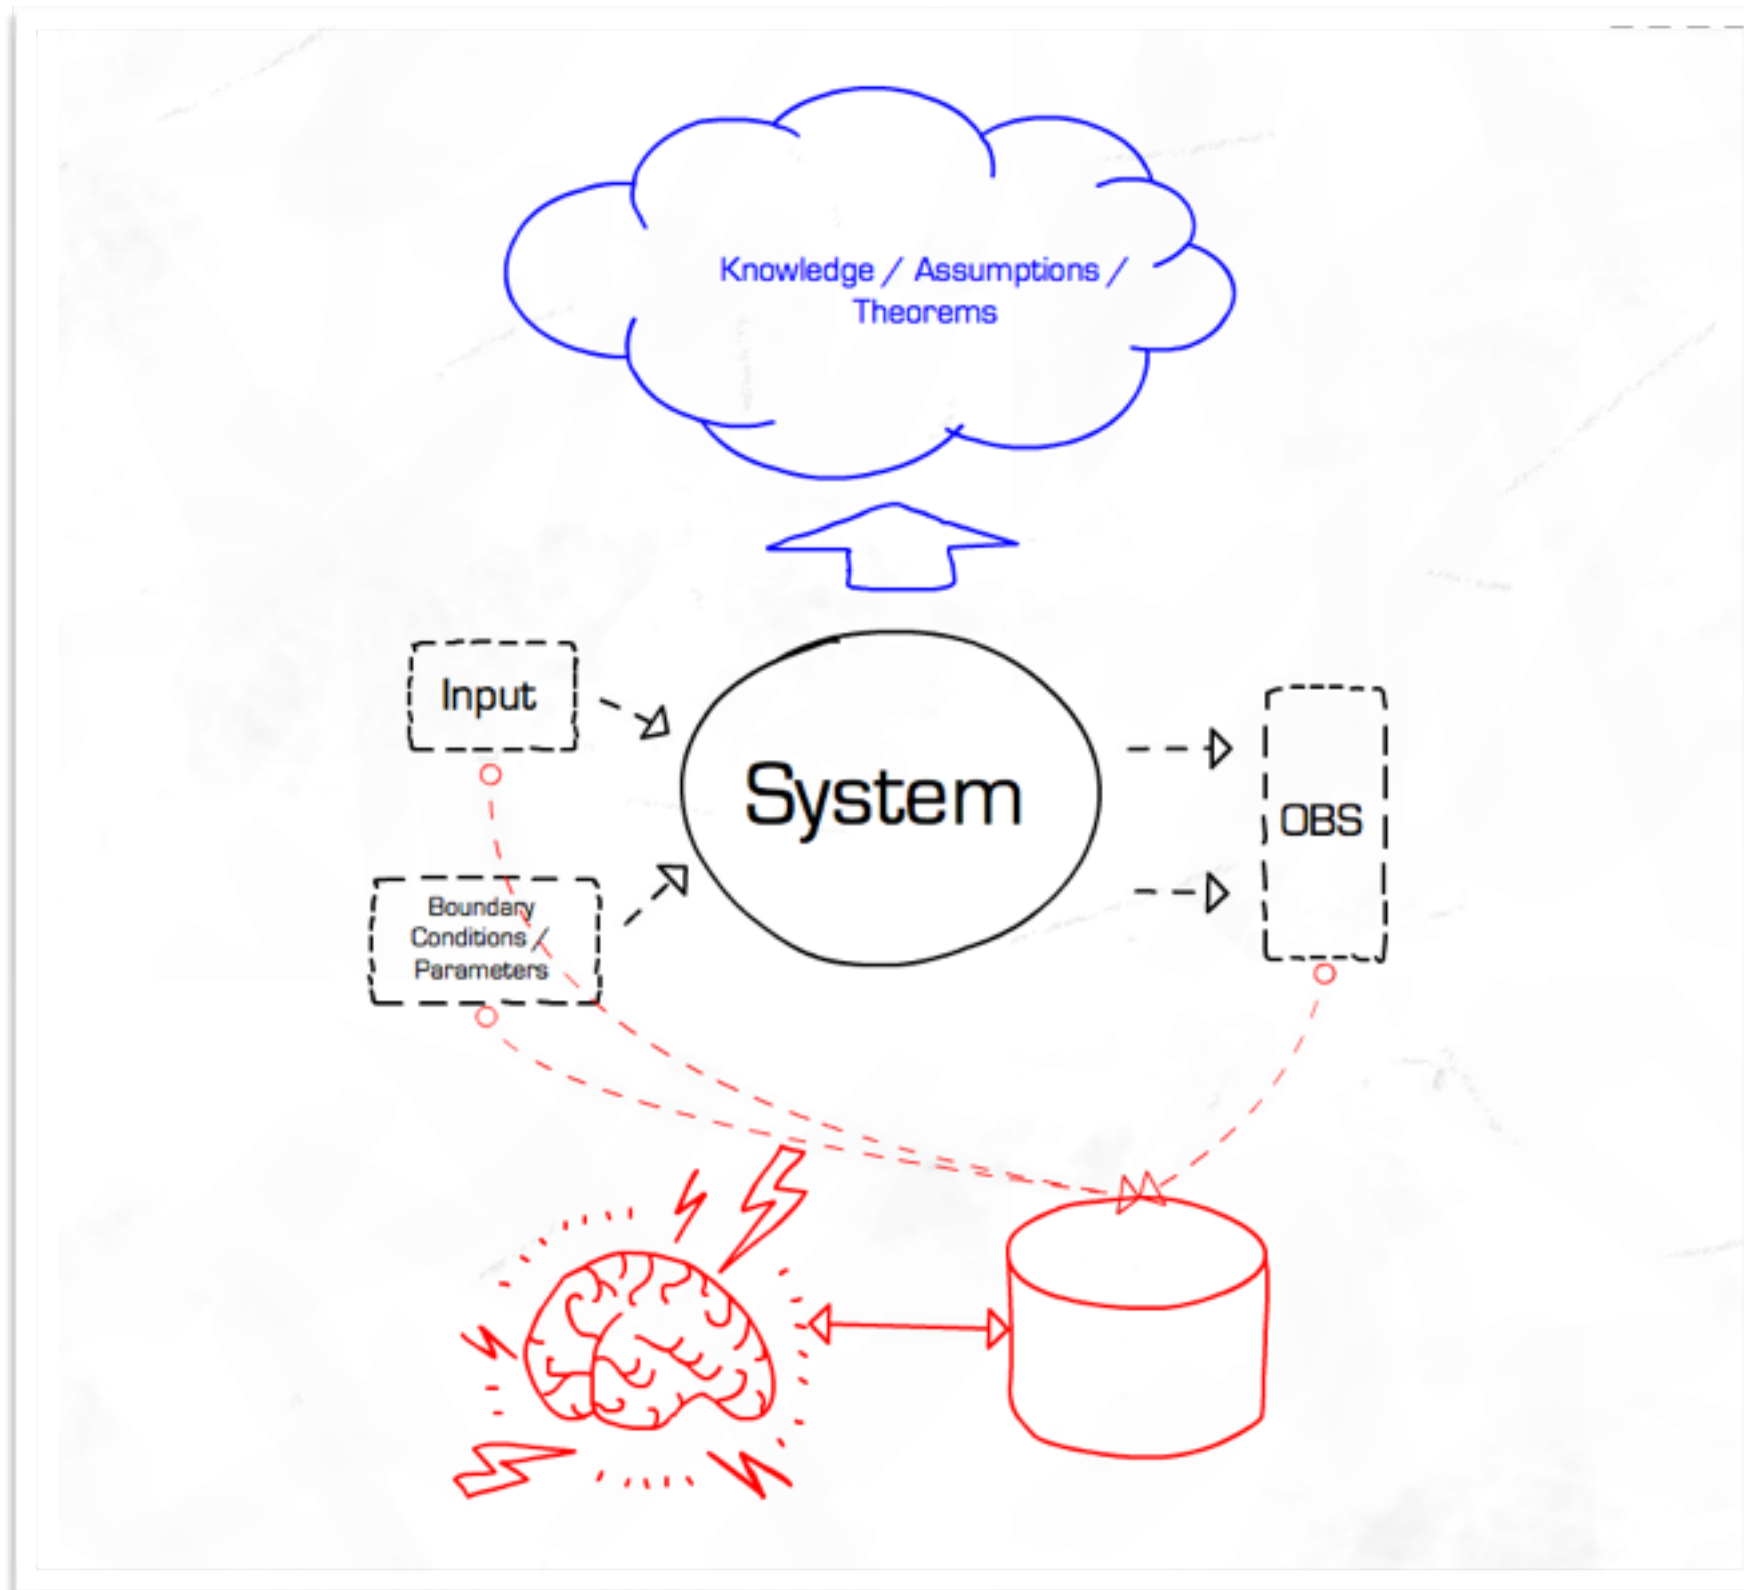 Knowledge / Assumptions /
Theorems
Input
System
OBS
Boundary
Conditions /
Parameters